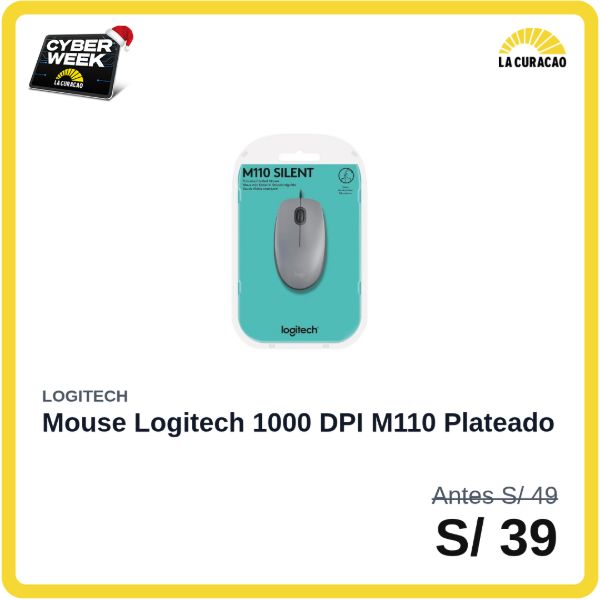 CYBER
WEEK
LA CURACAO
LA CURACAO
M110 SILENT
logitech
LOGITECH
Mouse Logitech 1000 DPI M110 Plateado
Antes S/ 49
S/ 39